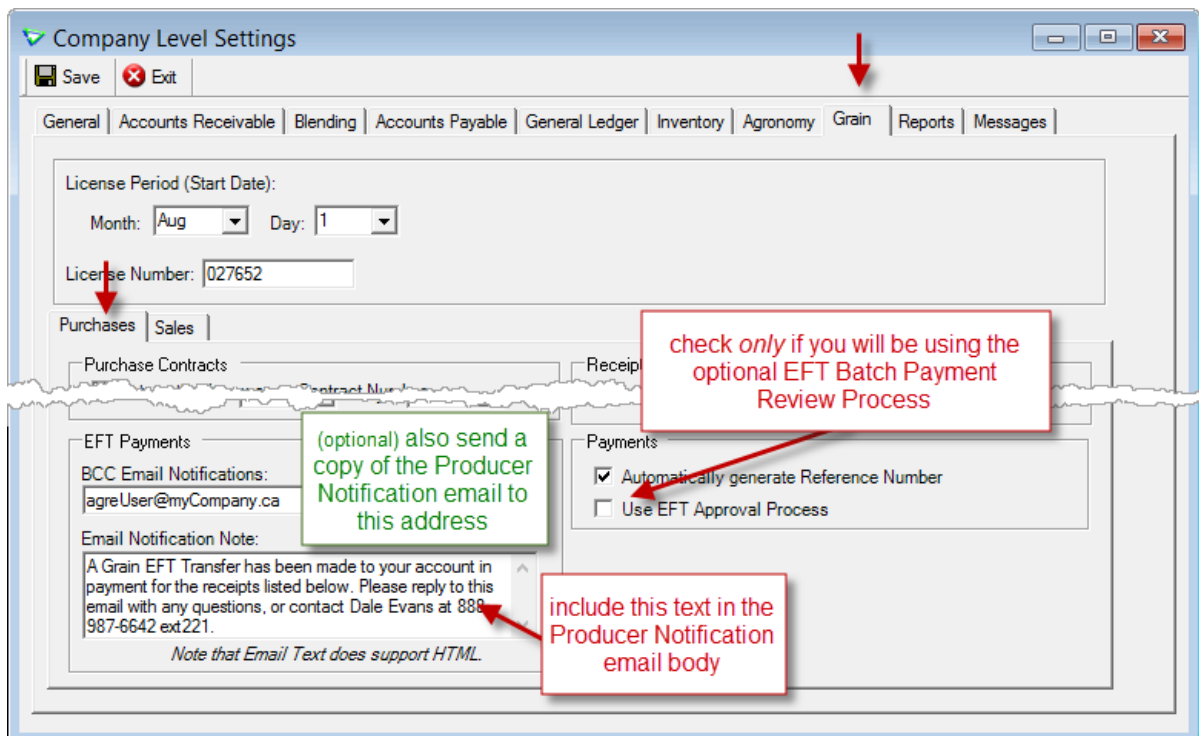 Company Level Settings
Save Exit
General Accounts Receivable Blending Accounts Payable General Ledger Inventory Agronomy Grain Reports Messages
License Period (Start Date):
Month: Aug Day: 1
License Number: 027652
Purchases Sales
Purchase Contracts
check only if you will be using the
optional EFT Batch Payment
Review Process
EFT Payments
BCC Email Notifications:
agreUser@myCompany.ca
(optional) also send a
copy of the Producer
Notification email to
this address
Payments
Automatically generate Reference Number
Use EFT Approval Process
Email Notification Note:
A Grain EFT Transfer has been made to your account in
payment for the receipts listed below. Please reply to this
email with any questions, or contact Dale Evans at 888-
987-6642 ext221.
Note that Email Text does support HTML.
include this text in the
Producer Notification
email body